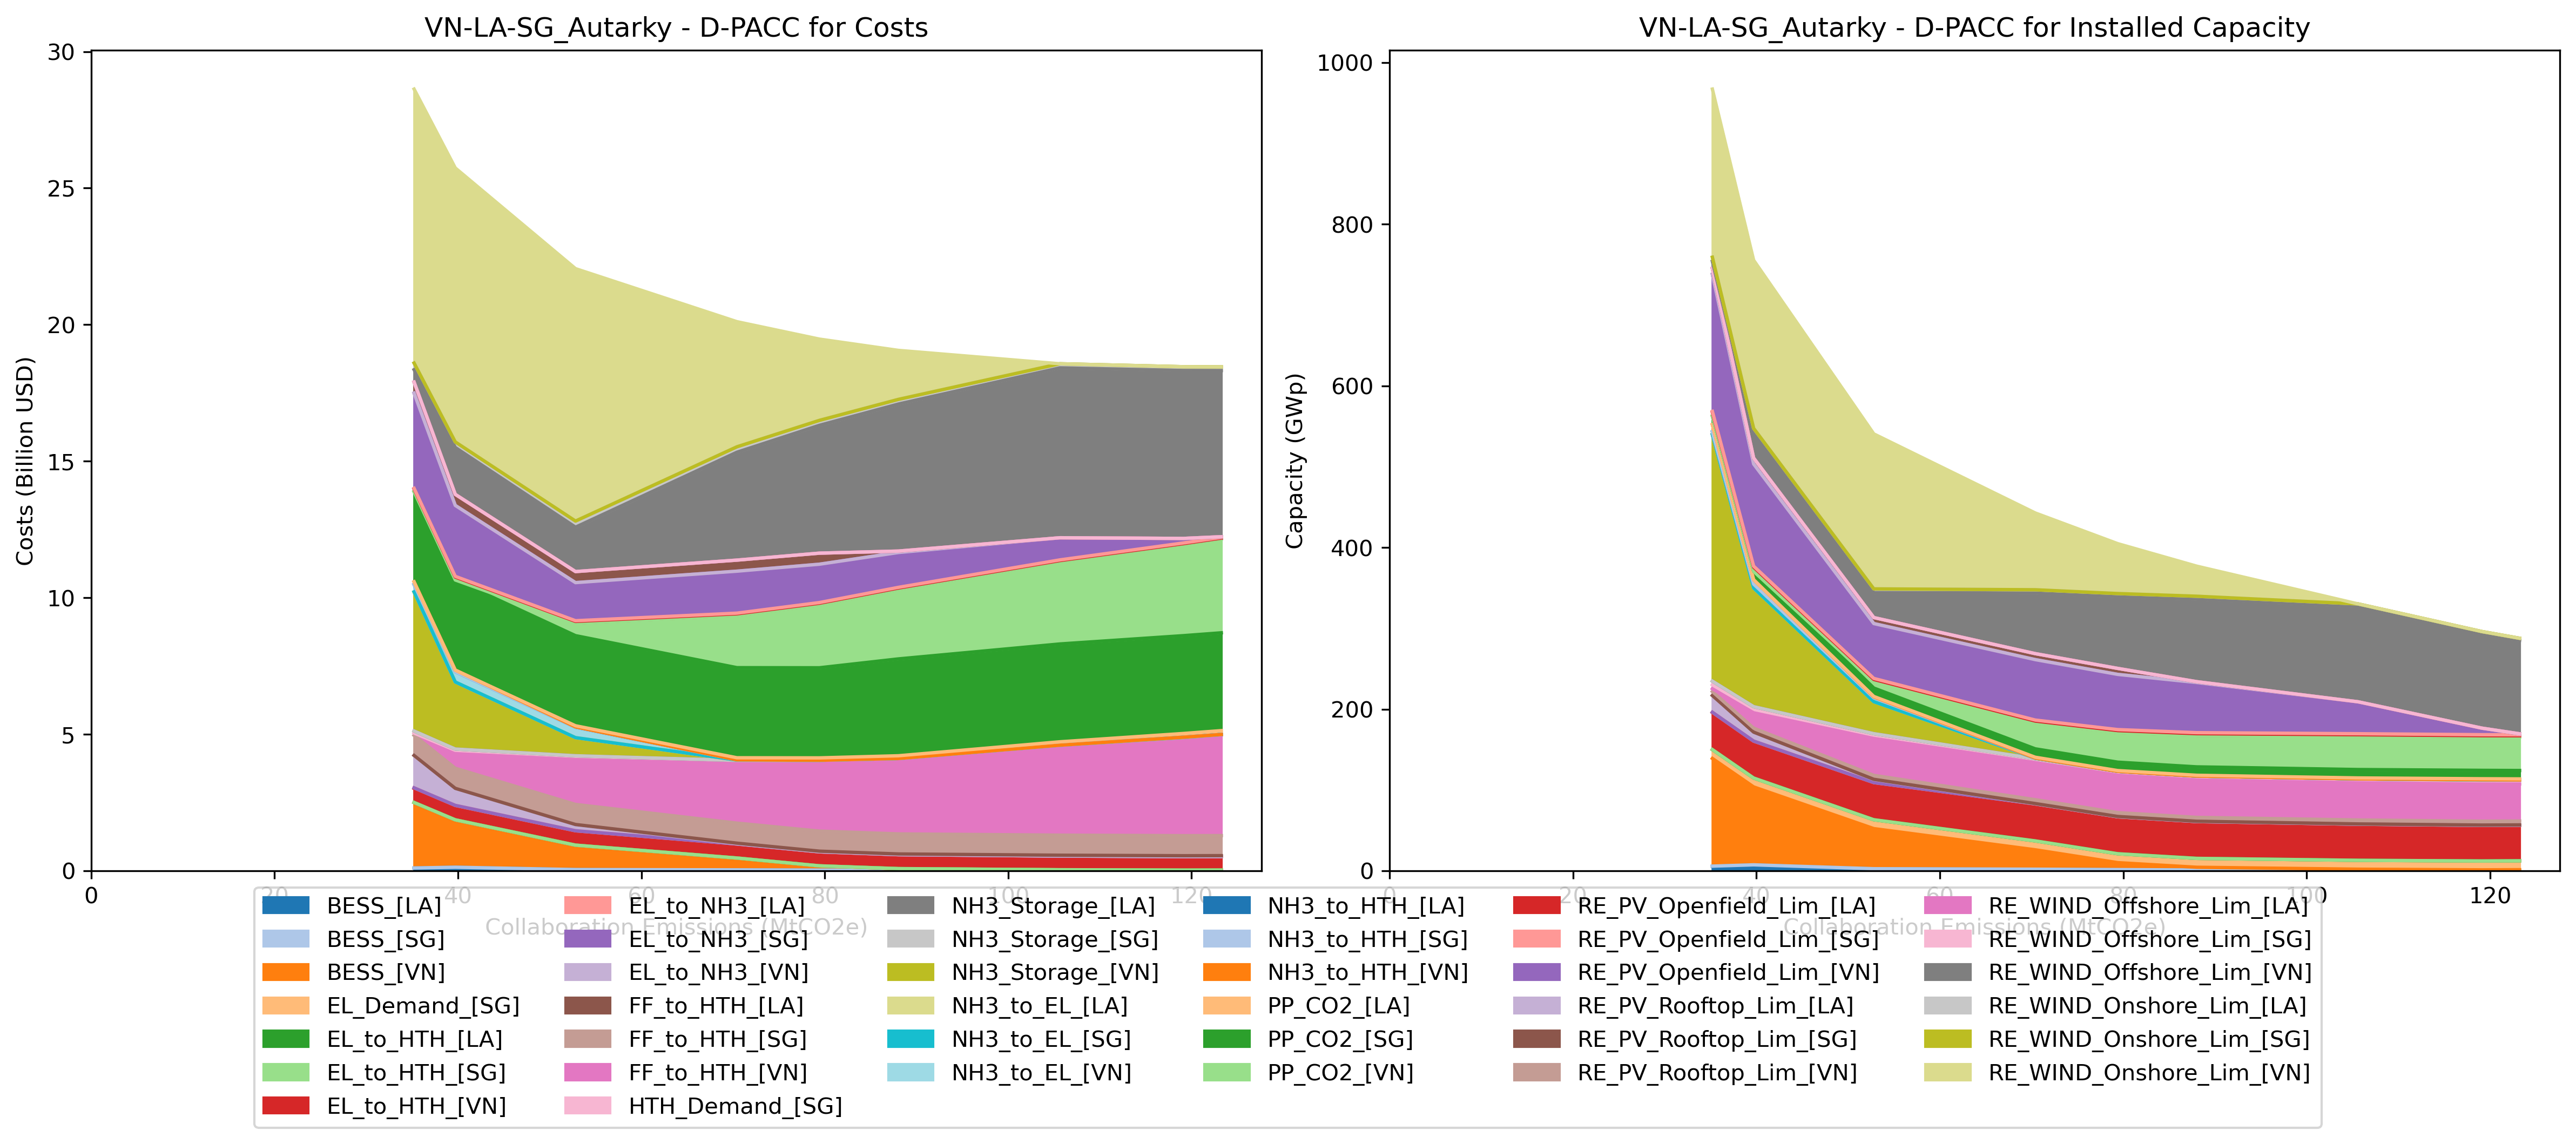 VN-LA-SG_Autarky - D-PACC for Costs
Costs (Billion USD)
30
25
20
15
10
5
0
0
20
40
60
80
100
120
Collaboration Emissions (MtCO2e)
VN-LA-SG_Autarky - D-PACC for Installed Capacity
Capacity (GWp)
1000
800
600
400
200
0
0
20
40
60
80
100
120
Collaboration Emissions (MtCO2e)
BESS_[LA]
BESS_[SG]
BESS_[VN]
EL_Demand_[SG]
EL_to_HTH_[LA]
EL_to_HTH_[SG]
EL_to_HTH_[VN]
EL_to_NH3_[LA]
EL_to_NH3_[SG]
EL_to_NH3_[VN]
FF_to_HTH_[LA]
FF_to_HTH_[SG]
FF_to_HTH_[VN]
HTH_Demand_[SG]
NH3_Storage_[LA]
NH3_Storage_[SG]
NH3_Storage_[VN]
NH3_to_EL_[LA]
NH3_to_EL_[SG]
NH3_to_EL_[VN]
NH3_to_HTH_[LA]
NH3_to_HTH_[SG]
NH3_to_HTH_[VN]
PP_CO2_[LA]
PP_CO2_[SG]
PP_CO2_[VN]
RE_PV_Openfield_Lim_[LA]
RE_PV_Openfield_Lim_[SG]
RE_PV_Openfield_Lim_[VN]
RE_PV_Rooftop_Lim_[LA]
RE_PV_Rooftop_Lim_[SG]
RE_PV_Rooftop_Lim_[VN]
RE_WIND_Offshore_Lim_[LA]
RE_WIND_Offshore_Lim_[SG]
RE_WIND_Offshore_Lim_[VN]
RE_WIND_Onshore_Lim_[LA]
RE_WIND_Onshore_Lim_[SG]
RE_WIND_Onshore_Lim_[VN]